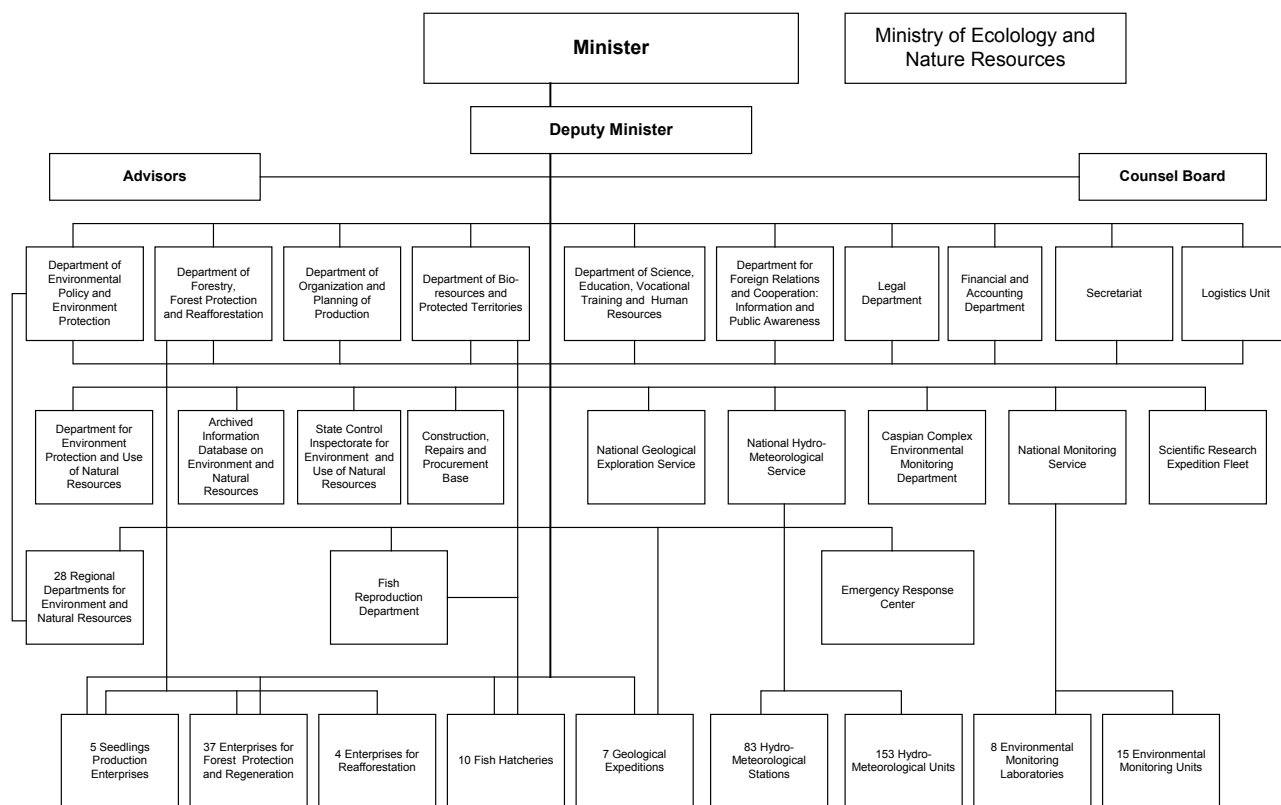 Minister
Ministry of Ecolology and
Nature Resources
Deputy Minister
Advisors
Counsel Board
Department of
Environmental
Policy and
Environment
Protection
Department of
Forestry,
Forest Protection
and Reafforestation
Department of
Organization and
Planning of
Production
Department of Bio-
resources and
Protected Territories
Department of Science,
Education, Vocational
Training and Human
Resources
Department for
Foreign Relations
and Cooperation:
Information and
Public Awareness
Legal
Department
Financial and
Accounting
Department
Secretariat
Logistics Unit
Department for
Environment
Protection and Use
of Natural
Resources
Archived
Information
Database on
Environment and
Natural
Resources
State Control
Inspectorate for
Environment and
Use of Natural
Resources
Construction,
Repairs and
Procurement
Base
National Geological
Exploration Service
National Hydro-
Meteorological
Service
Caspian Complex
Environmental
Monitoring
Department
National Monitoring
Service
Scientific Research
Expedition Fleet
28 Regional
Departments for
Environment and
Natural Resources
Fish
Reproduction
Department
Emergency Response
Center
5 Seedlings
Production
Enterprises
37 Enterprises for
Forest Protection
and Regeneration
4 Enterprises for
Reafforestation
10 Fish Hatcheries
7 Geological
Expeditions
83 Hydro-
Meteorological
Stations
153 Hydro-
Meteorological Units
8 Environmental
Monitoring
Laboratories
15 Environmental
Monitoring Units